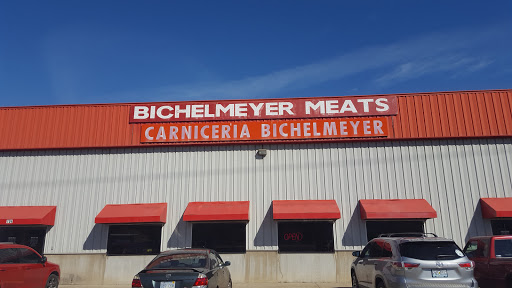 BICHELMEYER MEATS
CARNICERIA BICHELMEYER
OPEN